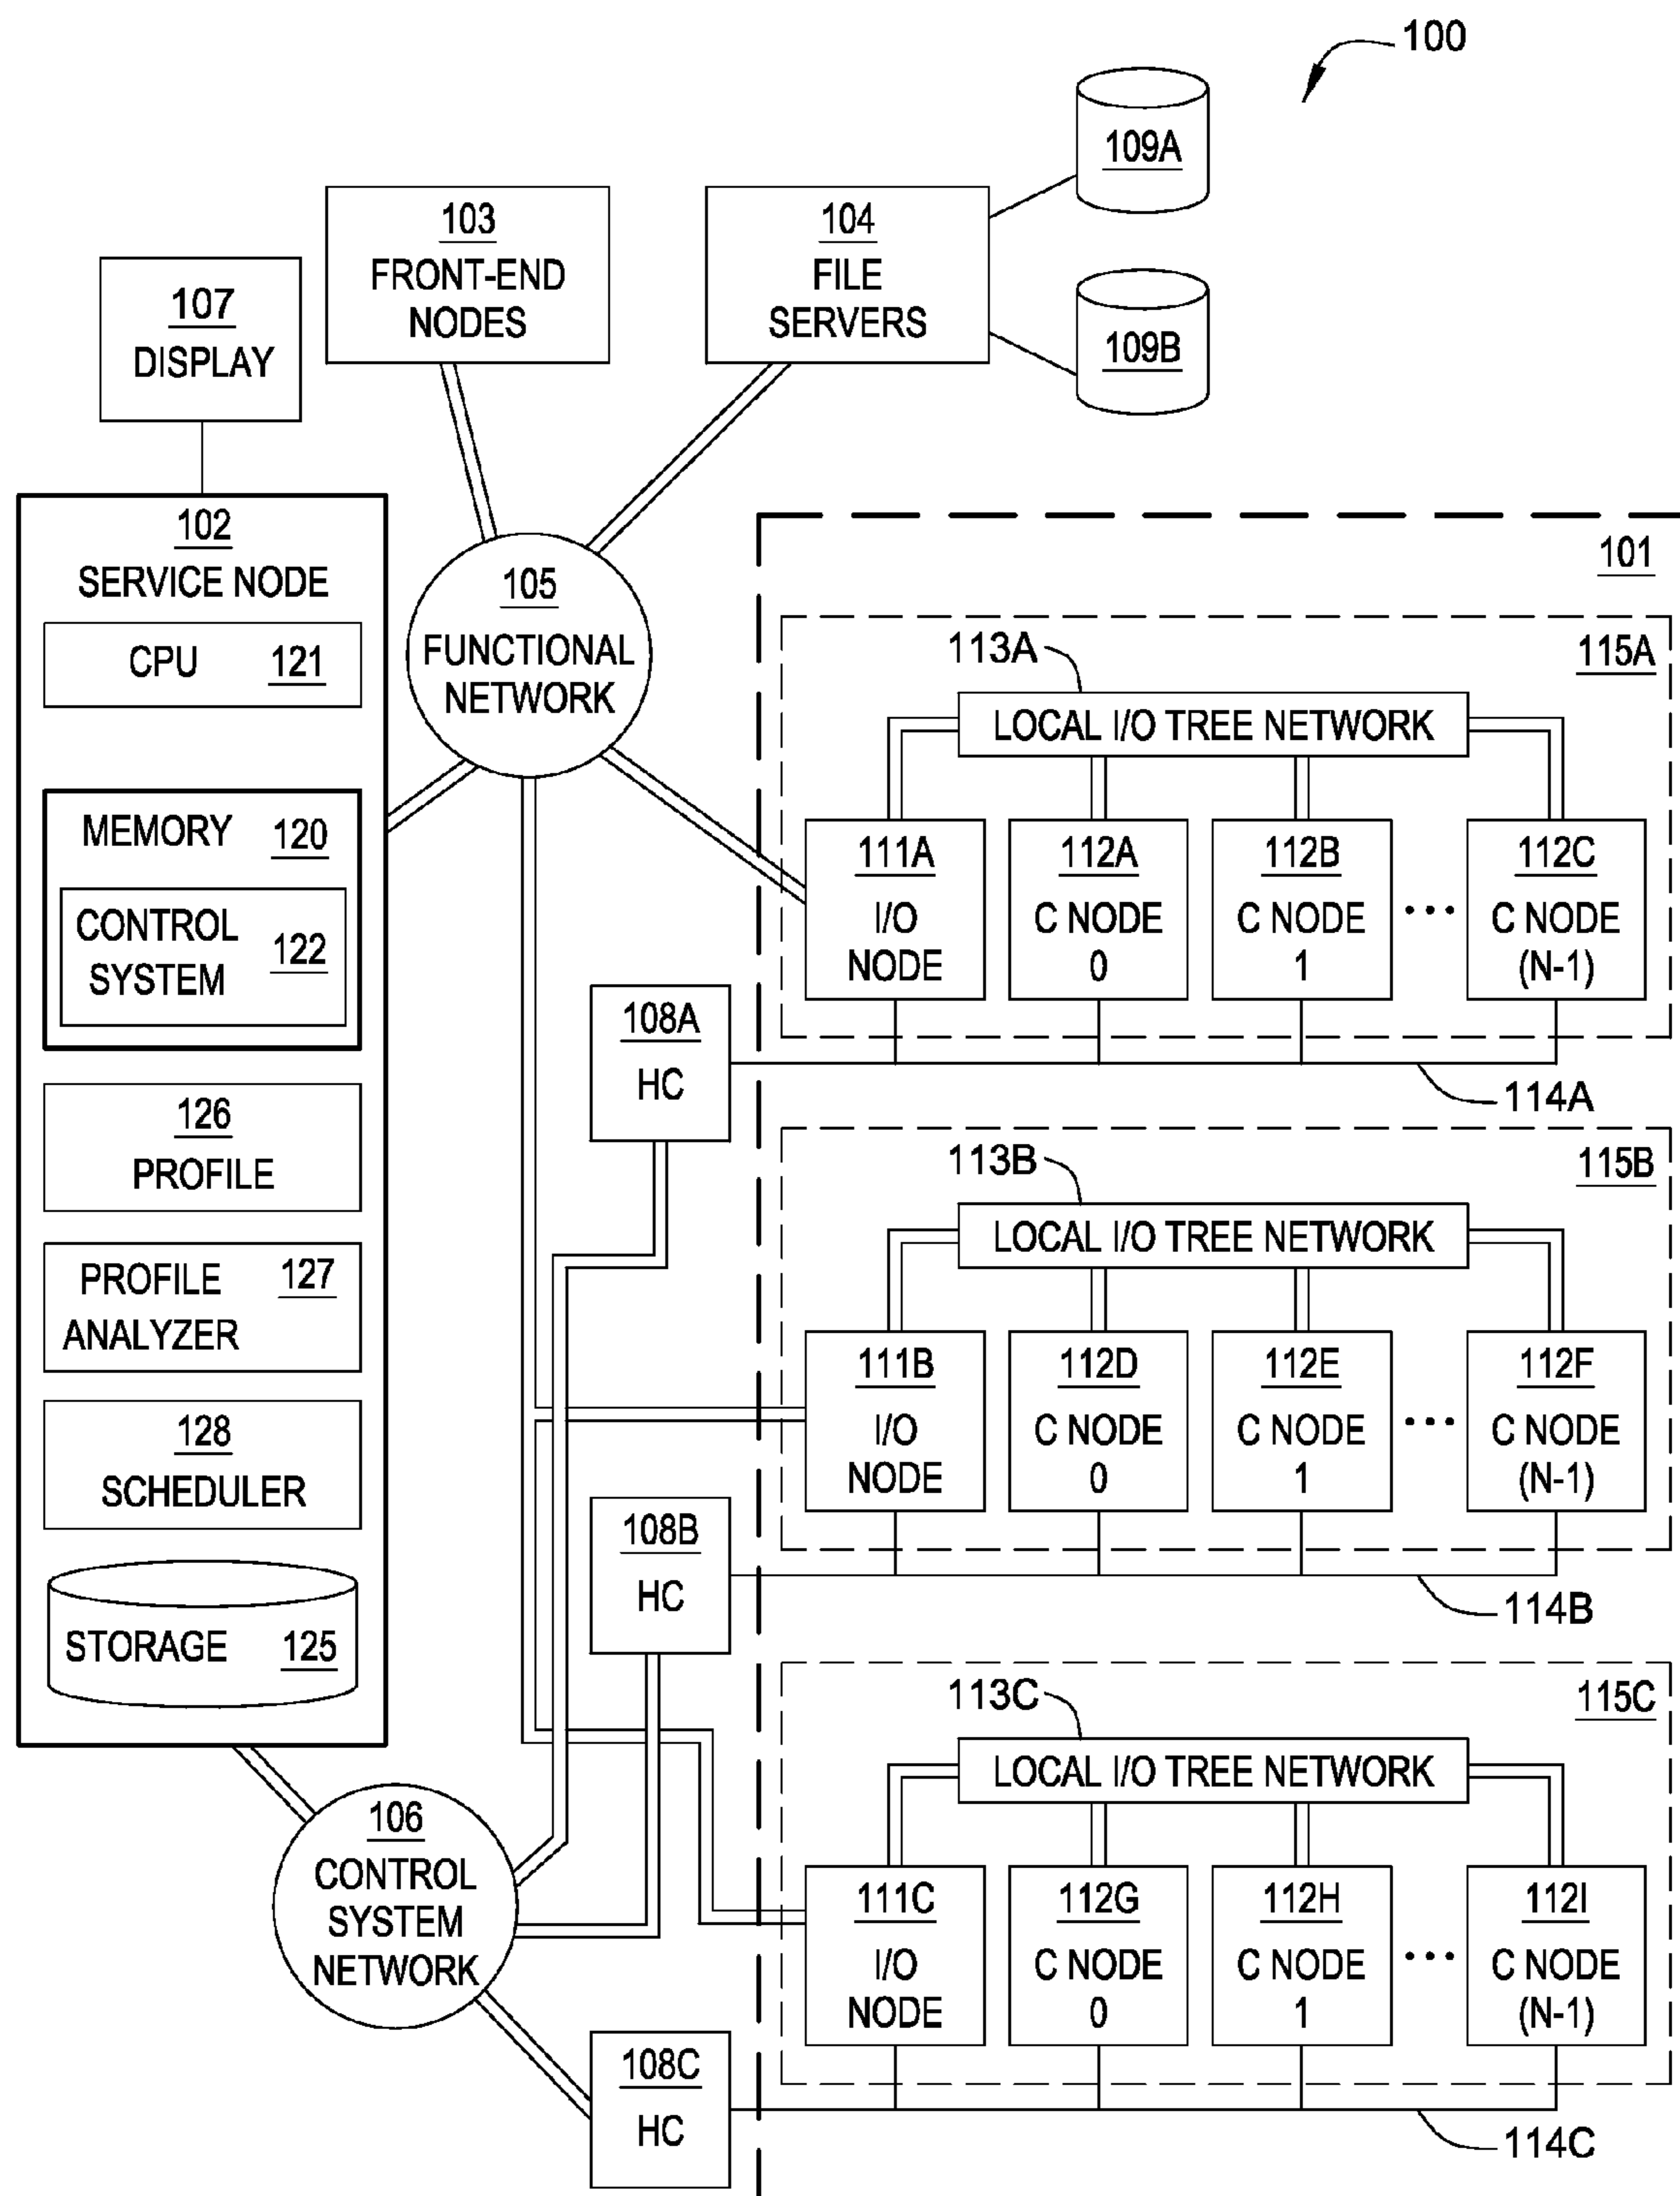 100
109A
103
FRONT-END
NODES
104
FILE
SERVERS
109B
107
DISPLAY
102
SERVICE NODE
CPU 121
MEMORY 120
CONTROL
SYSTEM
122
126
PROFILE
PROFILE
ANALYZER
127
128
SCHEDULER
STORAGE 125
105
FUNCTIONAL
NETWORK
106
CONTROL
SYSTEM
NETWORK
108A
HC
108B
HC
108C
HC
101
115A
113A
LOCAL I/O TREE NETWORK
111A
I/O
NODE
112A
C NODE
0
112B
C NODE
1
•••
112C
C NODE
(N-1)
114A
115B
113B
LOCAL I/O TREE NETWORK
111B
I/O
NODE
112D
C NODE
0
112E
C NODE
1
•••
112F
C NODE
(N-1)
114B
115C
113C
LOCAL I/O TREE NETWORK
111C
I/O
NODE
112G
C NODE
0
112H
C NODE
1
•••
112I
C NODE
(N-1)
114C